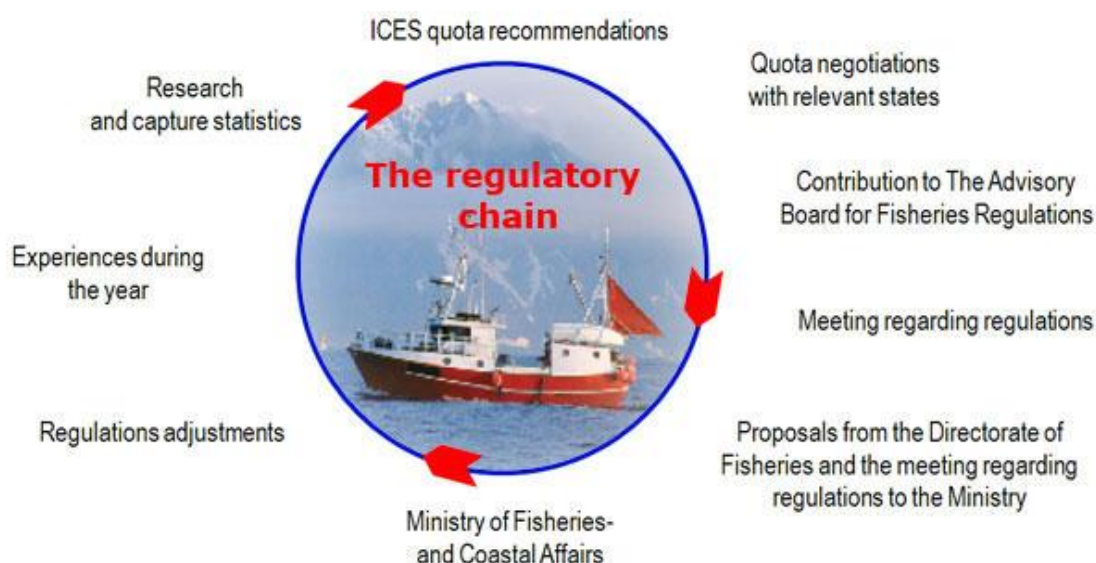 ICES quota recommendations
Quota negotiations
with relevant states
Contribution to The Advisory
Board for Fisheries Regulations
Meeting regarding regulations
Proposals from the Directorate of
Fisheries and the meeting regarding
regulations to the Ministry
Ministry of Fisheries-
and Coastal Affairs
Regulations adjustments
Experiences during
the year
Research
and capture statistics
The regulatory
chain